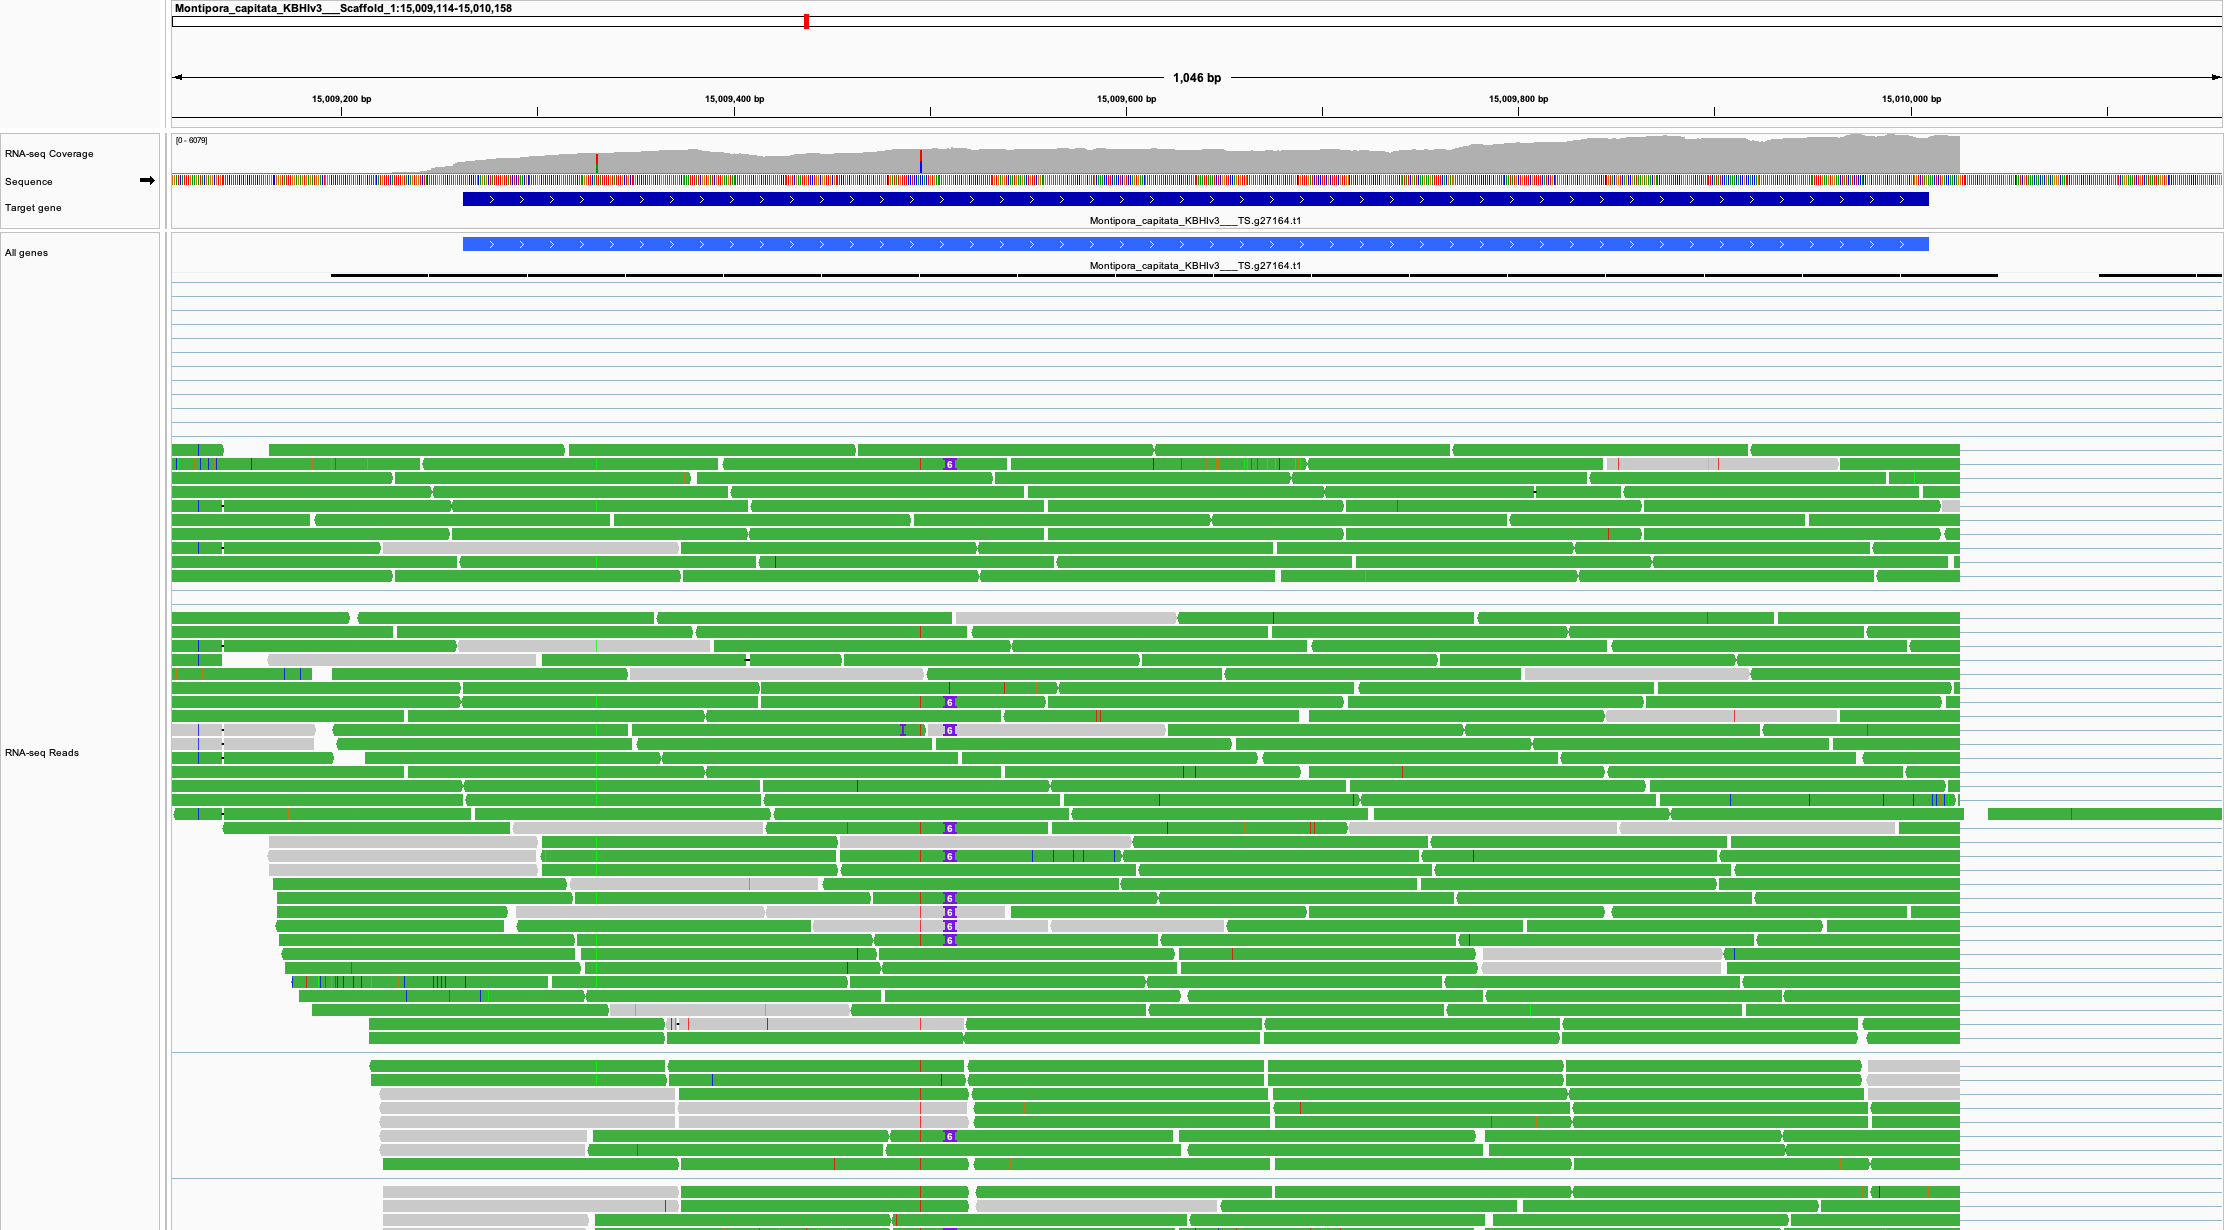 Montipora_capitata_KBHIv3___Scaffold_1:15,009,114-15,010,158
1,046 bp
15,009,200 bp 15,009,400 bp 15,009,600 bp 15,009,800 bp 15,010,000 bp
[0 - 6079]
RNA-seq Coverage
Sequence
Target gene
Montipora_capitata_KBHIv3___TS.g27164.t1
All genes
Montipora_capitata_KBHIv3___TS.g27164.t1
6
6
6
6
6
6
6
6
6
RNA-seq Reads
6